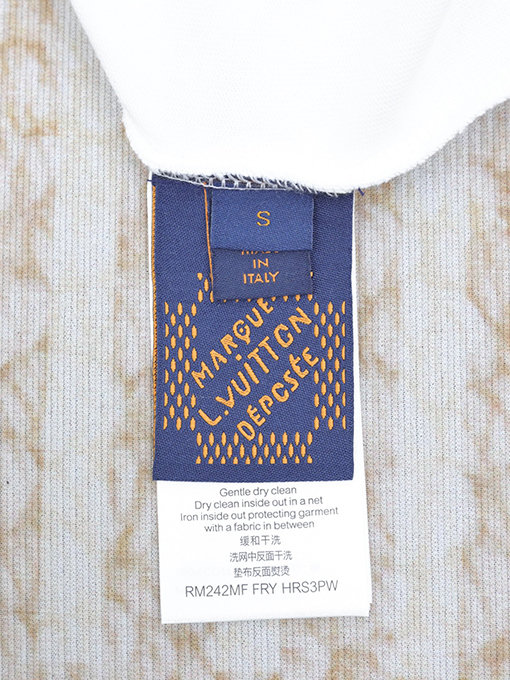 S
MADE
IN
ITALY
MARQUE
L.VUITTON
DÉPOSÉE
Gentle dry clean
Dry clean inside out in a net
Iron inside out protecting garment
with a fabric in between
缓和干洗
洗网中反面干洗
垫布反面熨烫
RM242MF FRY HRS3PW